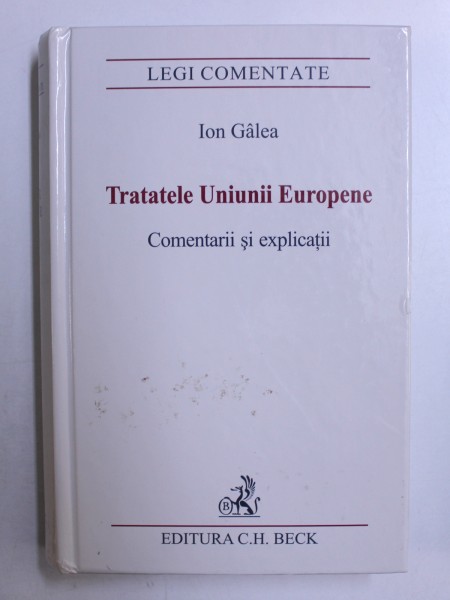 LEGI COMENTATE
Ion Gâlea
Tratatele Uniunii Europene
Comentarii şi explicaţii
B
EDITURA C.H. BECK